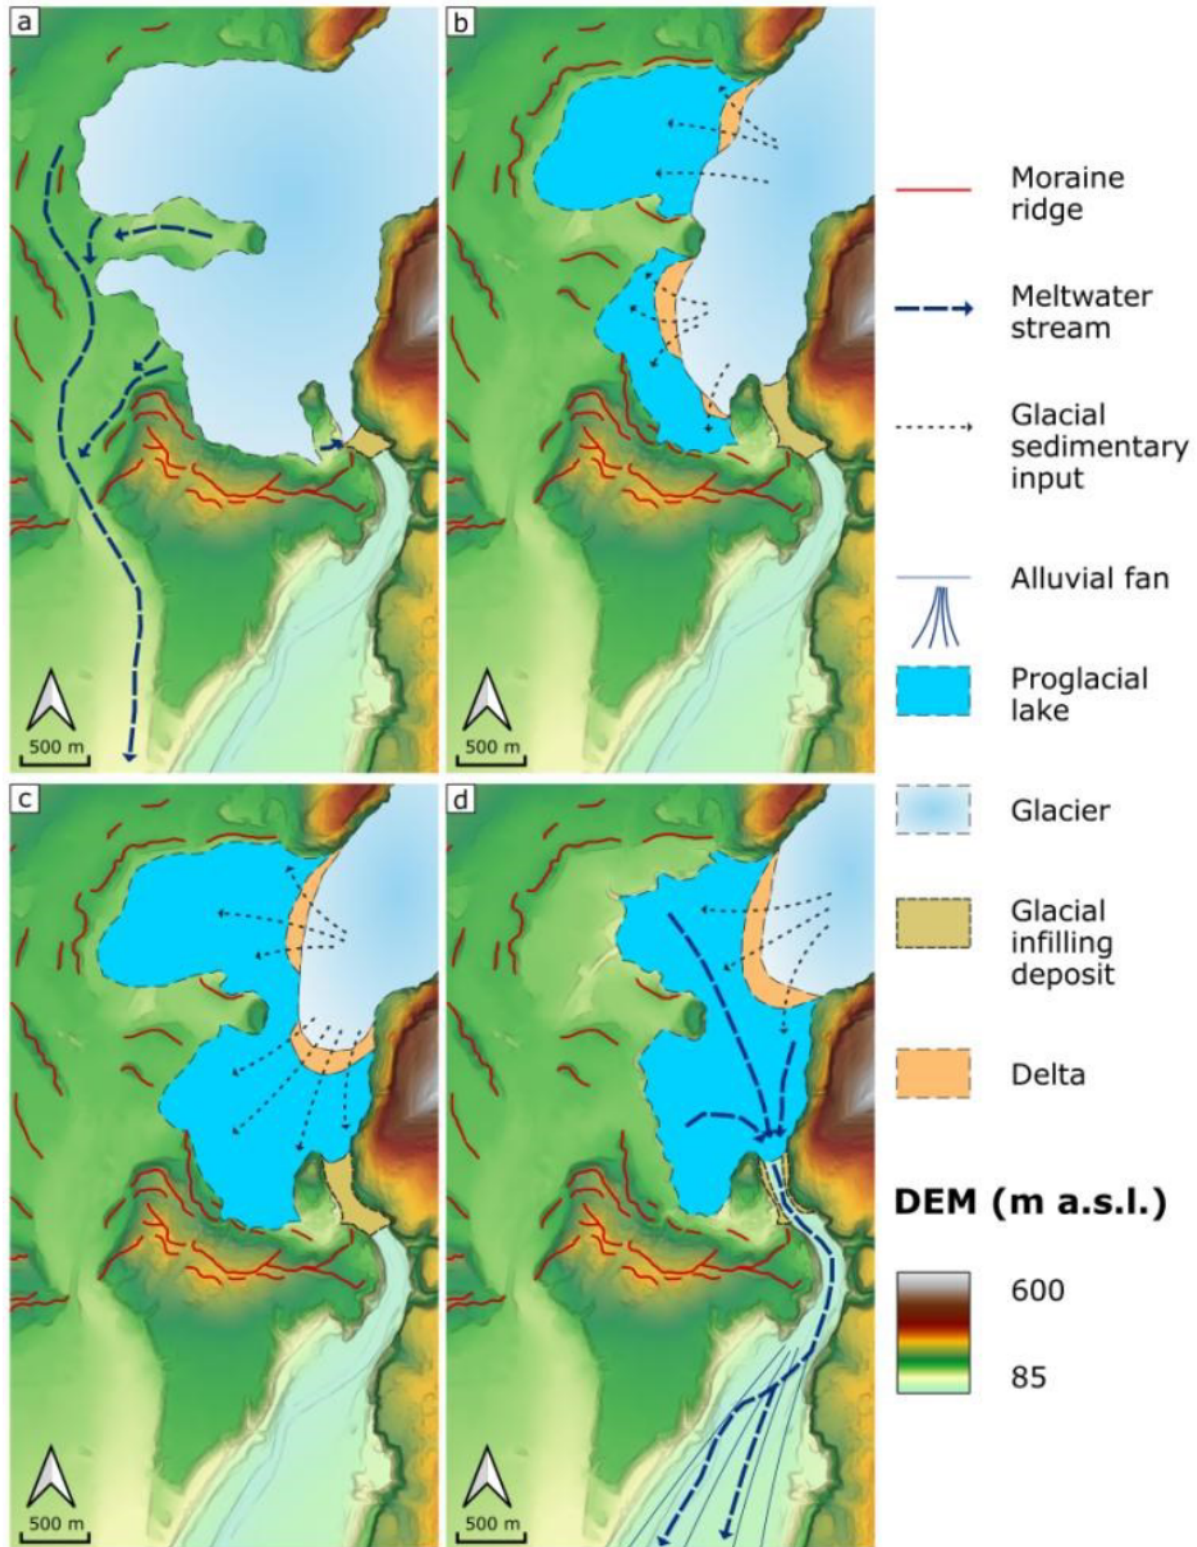 a
500 m
b
500 m
c
500 m
d
500 m
Moraine
ridge
Meltwater
stream
Glacial
sedimentary
input
Alluvial fan
Proglacial
lake
Glacier
Glacial
infilling
deposit
Delta
DEM (m a.s.l.)
600
85